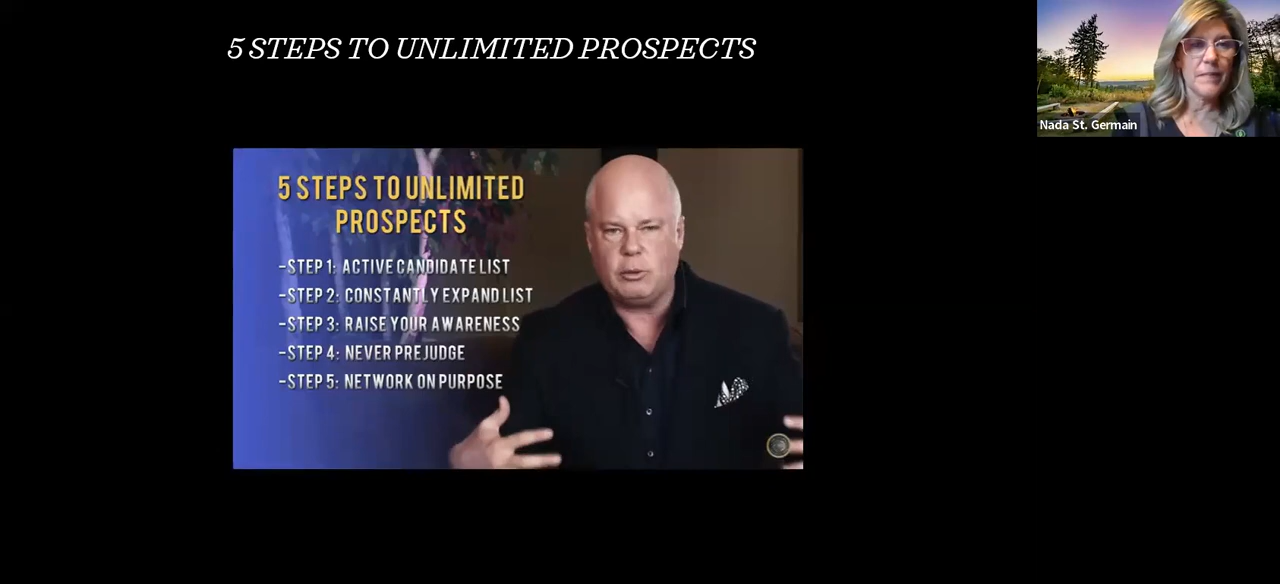 5 STEPS TO UNLIMITED PROSPECTS
Nada St. Germain
5 STEPS TO UNLIMITED
PROSPECTS
-STEP 1: ACTIVE CANDIDATE LIST
-STEP 2: CONSTANTLY EXPAND LIST
-STEP 3: RAISE YOUR AWARENESS
-STEP 4: NEVER PREJUDGE
-STEP 5: NETWORK ON PURPOSE